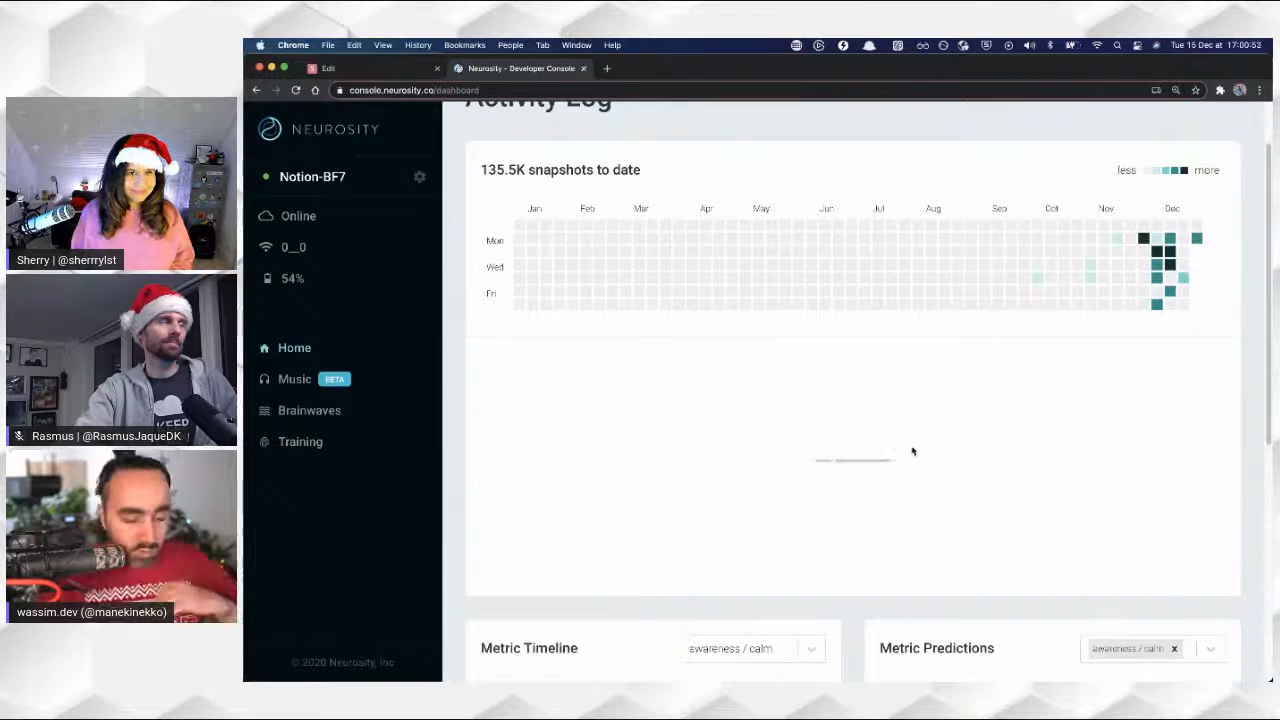 Chrome File Edit View History Bookmarks People Tab Window Help
Tue 15 Dec at 17:00:53
Edit
Neurosity - Developer Console
console.neurosity.co/dashboard
NEUROSITY
Notion-BF7
Online
0__0
54%
Home
Music BETA
Brainwaves
Training
© 2020 Neurosity, Inc
Activity Log
135.5K snapshots to date
less more
Jan Feb Mar Apr May Jun Jul Aug Sep Oct Nov Dec
Mon
Wed
Fri
Metric Timeline
awareness / calm
Metric Predictions
awareness / calm x
Sherry | @sherrrylst
KEEP
Rasmus | @RasmusJaqueDK
wassim.dev (@manekinekko)